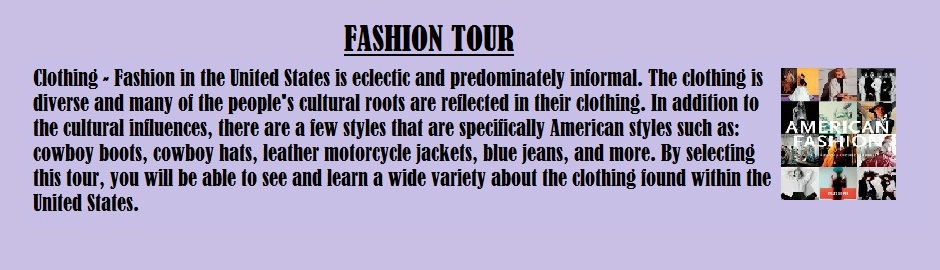 FASHION TOUR
Clothing - Fashion in the United States is eclectic and predominately informal. The clothing is
diverse and many of the people's cultural roots are reflected in their clothing. In addition to
the cultural influences, there are a few styles that are specifically American styles such as:
cowboy boots, cowboy hats, leather motorcycle jackets, blue jeans, and more. By selecting
this tour, you will be able to see and learn a wide variety about the clothing found within the
United States.
AMERICAN
FASHION